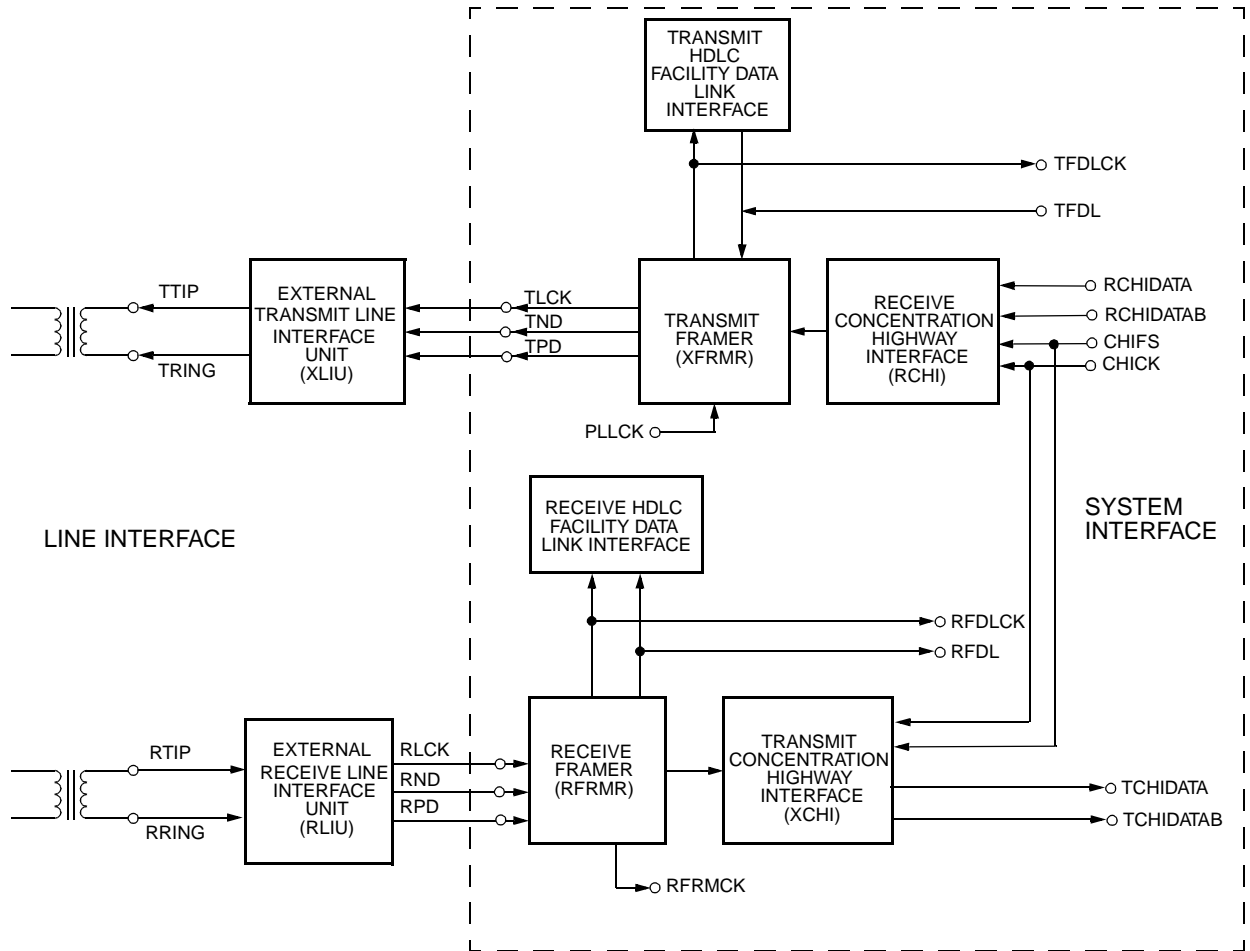 TRANSMIT
HDLC
FACILITY DATA
LINK
INTERFACE
TFDLCK
TFDL
TTIP
TRING
EXTERNAL
TRANSMIT LINE
INTERFACE
UNIT
(XLIU)
TLCK
TND
TPD
TRANSMIT
FRAMER
(XFRMR)
RECEIVE
CONCENTRATION
HIGHWAY
INTERFACE
(RCHI)
RCHIDATA
RCHIDATAB
CHIFS
CHICK
PLLCK
LINE INTERFACE
RECEIVE HDLC
FACILITY DATA
LINK INTERFACE
SYSTEM
INTERFACE
RFDLCK
RFDL
RTIP
RRING
EXTERNAL
RECEIVE LINE
INTERFACE
UNIT
(RLIU)
RLCK
RND
RPD
RECEIVE
FRAMER
(RFRMR)
TRANSMIT
CONCENTRATION
HIGHWAY
INTERFACE
(XCHI)
TCHIDATA
TCHIDATAB
RFRMCK